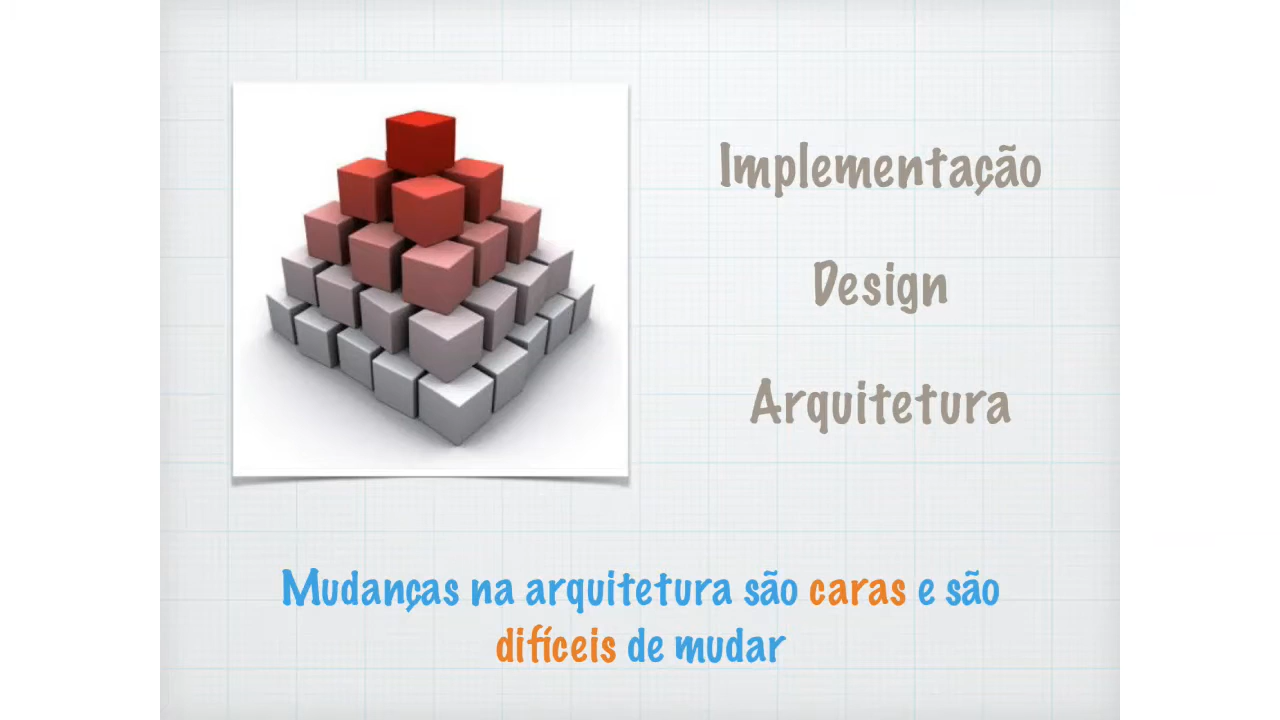 Implementação
Design
Arquitetura
Mudanças na arquitetura são caras e são
difíceis de mudar